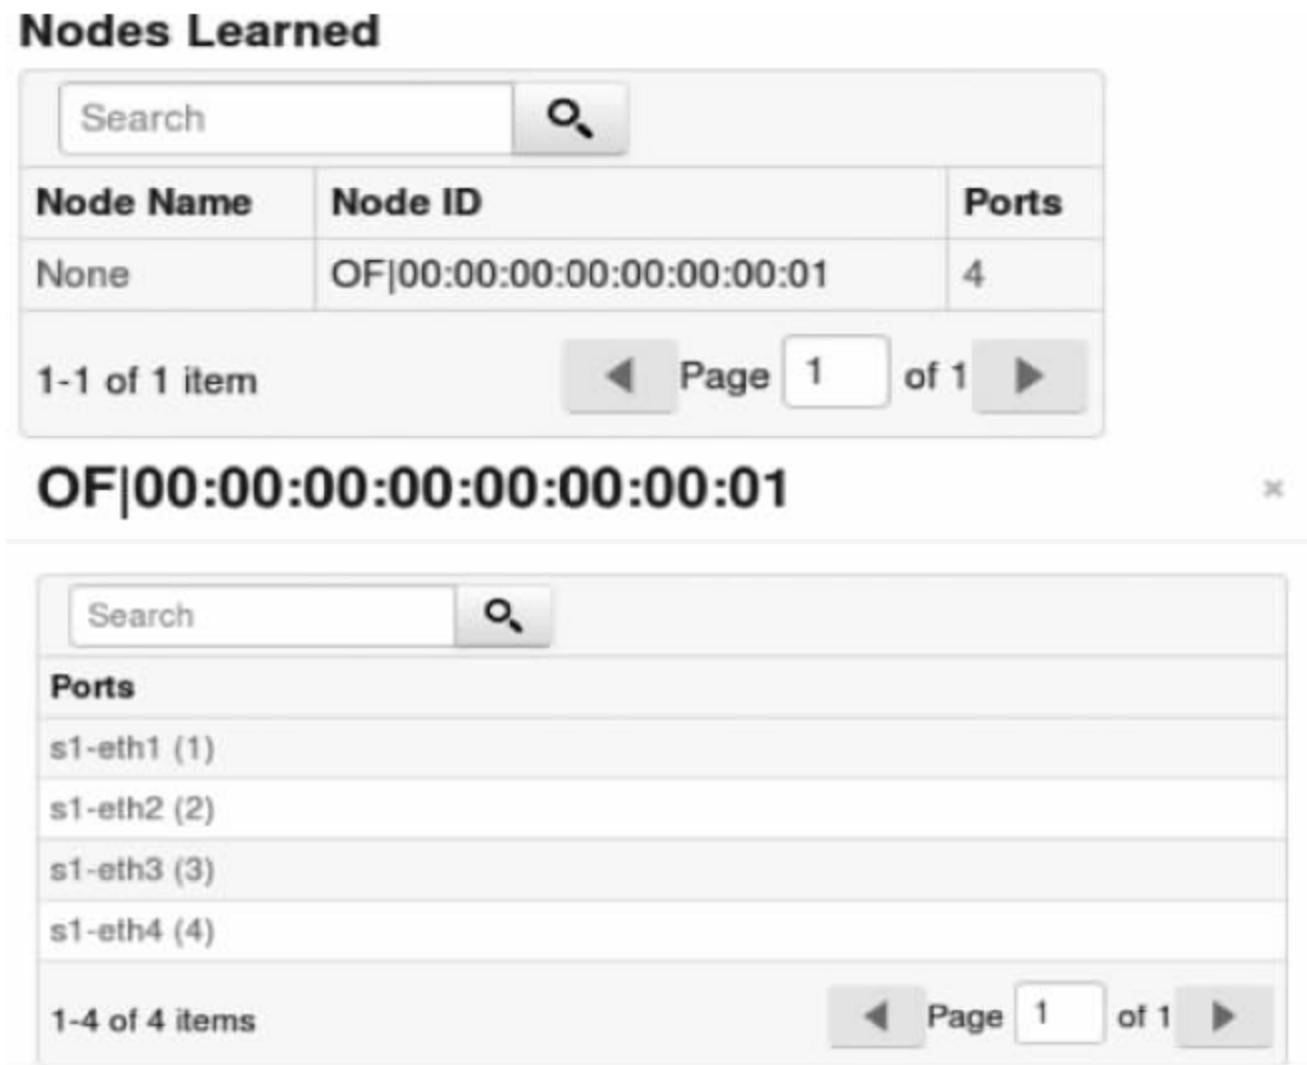 Nodes Learned
Search
Node Name Node ID Ports
None OF|00:00:00:00:00:00:00:01 4
1-1 of 1 item Page 1 of 1
OF|00:00:00:00:00:00:00:01 ×
Search
Ports
s1-eth1 (1)
s1-eth2 (2)
s1-eth3 (3)
s1-eth4 (4)
1-4 of 4 items Page 1 of 1